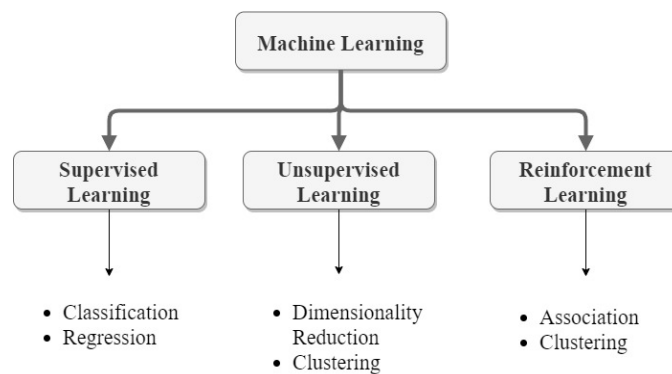 Machine Learning
Supervised
Learning
Unsupervised
Learning
Reinforcement
Learning
• Classification
• Regression
• Dimensionality
Reduction
• Clustering
• Association
• Clustering